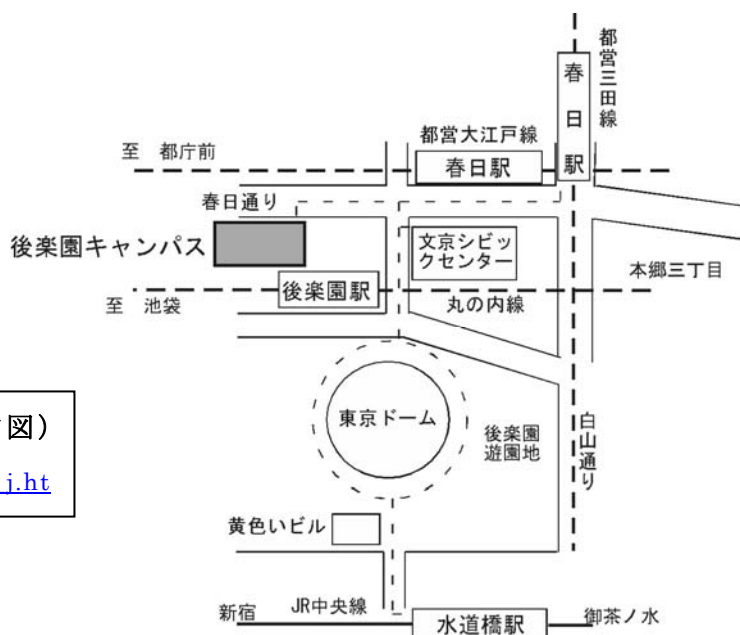 都営三田線
春日駅
都営大江戸線
至 都庁前
春日駅
春日通り
後楽園キャンパス
文京シビッ
クセンター
本郷三丁目
後楽園駅
至 池袋
丸の内線
図）
j.ht
東京ドーム
後楽園
遊園地
白山通り
黄色いビル
新宿
JR中央線
水道橋駅
御茶ノ水